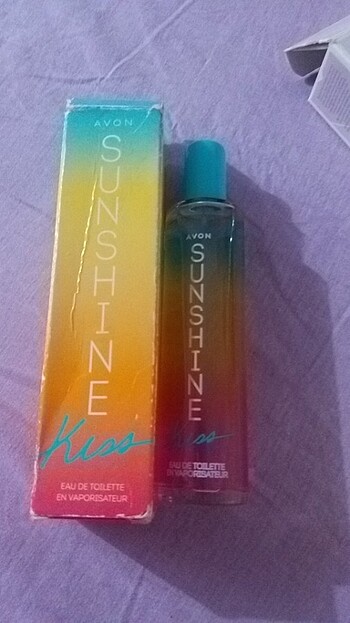 AVON
SUNSHINE
Kiss
EAU DE TOILETTE
EN VAPORISATEUR
AVON
SUNSHINE
Kiss
EAU DE TOILETTE
EN VAPORISATEUR